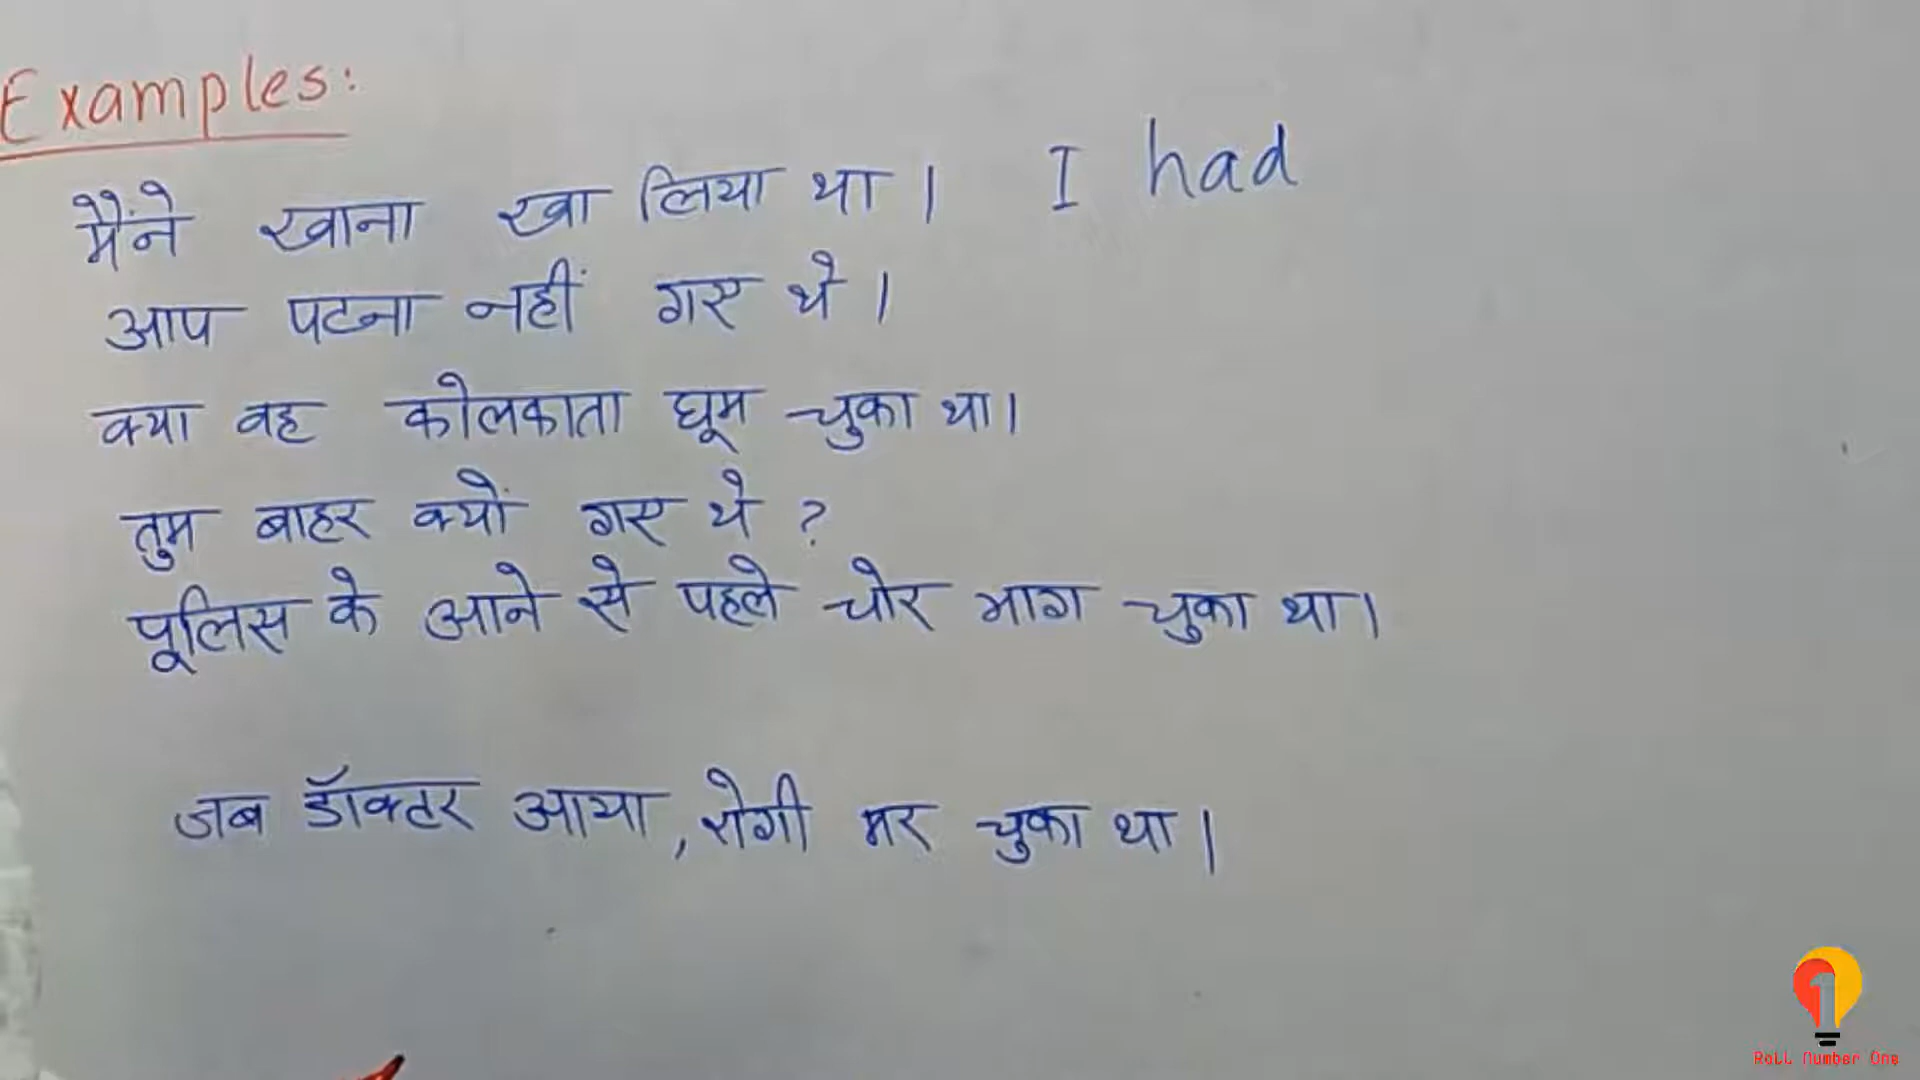 Examples:
मैंने खाना खा लिया था। I had
आप पटना नहीं गए थे।
क्या वह कोलकाता घूम चुका था।
तुम बाहर क्यों गए थे?
पूलिस के आने से पहले चोर भाग चुका था।
जब डॉक्टर आया, रोगी मर चुका था।
1
Roll Number One